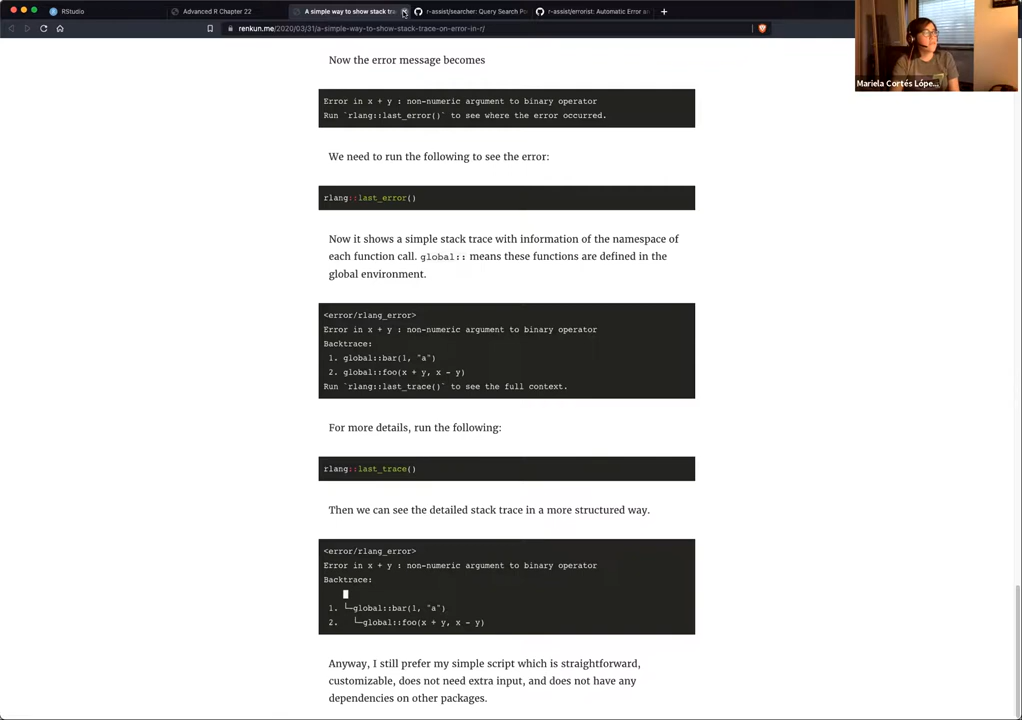 RStudio
Advanced R Chapter 22
A simple way to show stack tra
r-assist/searcher: Query Search Po
r-assist/errorist: Automatic Error a
renkun.me/2020/03/31/a-simple-way-to-show-stack-trace-on-error-in-r/
Mariela Cortés Lópe...
Now the error message becomes
Error in x + y : non-numeric argument to binary operator
Run `rlang::last_error()` to see where the error occurred.
We need to run the following to see the error:
rlang::last_error()
Now it shows a simple stack trace with information of the namespace of
each function call. global:: means these functions are defined in the
global environment.
<error/rlang_error>
Error in x + y : non-numeric argument to binary operator
Backtrace:
1. global::bar(1, "a")
2. global::foo(x + y, x - y)
Run `rlang::last_trace()` to see the full context.
For more details, run the following:
rlang::last_trace()
Then we can see the detailed stack trace in a more structured way.
<error/rlang_error>
Error in x + y : non-numeric argument to binary operator
Backtrace:
█
1. └─global::bar(1, "a")
2. └─global::foo(x + y, x - y)
Anyway, I still prefer my simple script which is straightforward,
customizable, does not need extra input, and does not have any
dependencies on other packages.